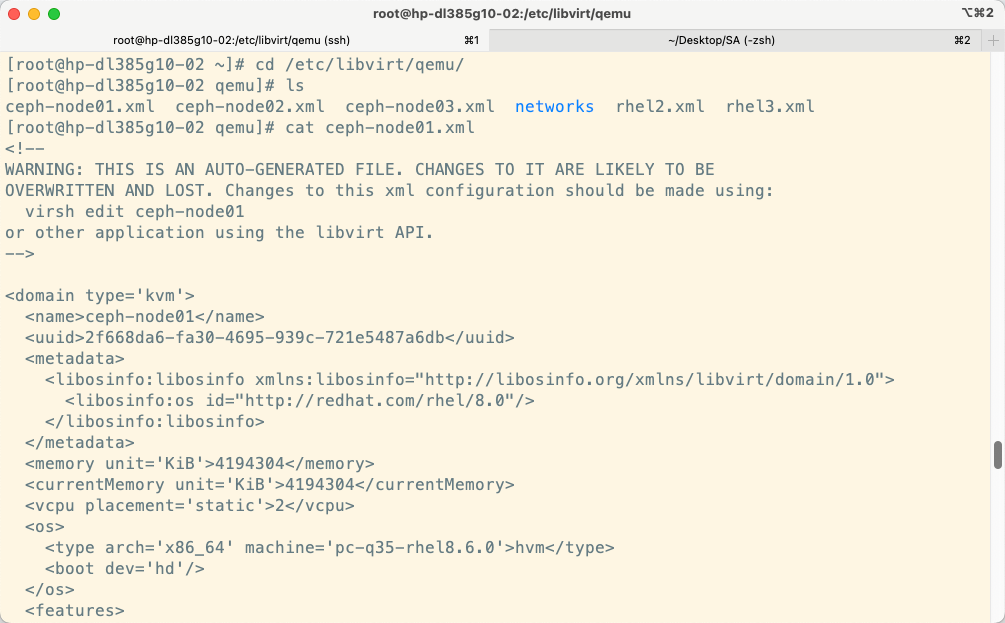 root@hp-dl385g10-02:/etc/libvirt/qemu
⌥⌘2
root@hp-dl385g10-02:/etc/libvirt/qemu (ssh)
⌘1
~/Desktop/SA (-zsh)
⌘2
+
[root@hp-dl385g10-02 ~]# cd /etc/libvirt/qemu/
[root@hp-dl385g10-02 qemu]# ls
ceph-node01.xml  ceph-node02.xml  ceph-node03.xml  networks  rhel2.xml  rhel3.xml
[root@hp-dl385g10-02 qemu]# cat ceph-node01.xml
<!--
WARNING: THIS IS AN AUTO-GENERATED FILE. CHANGES TO IT ARE LIKELY TO BE
OVERWRITTEN AND LOST. Changes to this xml configuration should be made using:
  virsh edit ceph-node01
or other application using the libvirt API.
-->

<domain type='kvm'>
  <name>ceph-node01</name>
  <uuid>2f668da6-fa30-4695-939c-721e5487a6db</uuid>
  <metadata>
    <libosinfo:libosinfo xmlns:libosinfo="http://libosinfo.org/xmlns/libvirt/domain/1.0">
      <libosinfo:os id="http://redhat.com/rhel/8.0"/>
    </libosinfo:libosinfo>
  </metadata>
  <memory unit='KiB'>4194304</memory>
  <currentMemory unit='KiB'>4194304</currentMemory>
  <vcpu placement='static'>2</vcpu>
  <os>
    <type arch='x86_64' machine='pc-q35-rhel8.6.0'>hvm</type>
    <boot dev='hd'/>
  </os>
  <features>